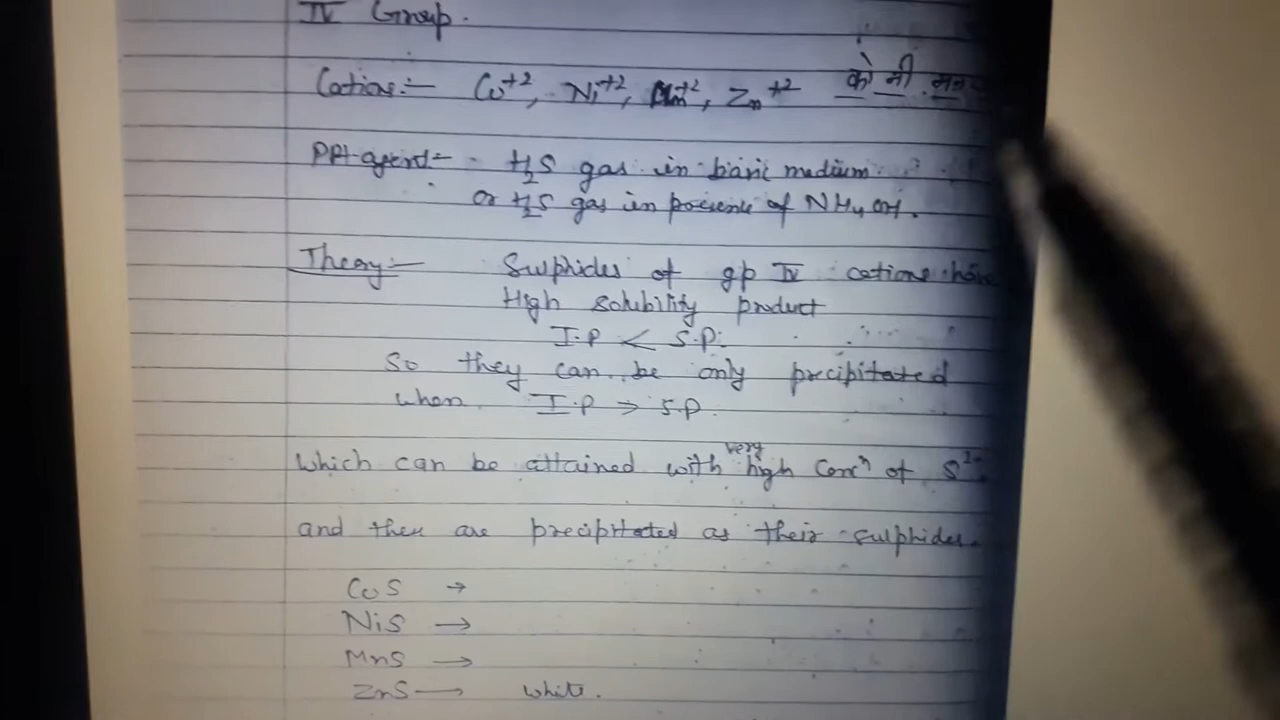 IV Group.
Cations:- Co+2, Ni+2, Mn+2, Zn+2 को नी मन
PPt agent=- H2S gas in basic medium.
or H2S gas in presence of NH4OH.
Theory:- Sulphides of gp IV cations have
High solubility product
I.P < S.P.
So they can be only precipitated
when I.P > S.P.
very
Which can be attained with high Concn of S2-
and then are precipitated as their sulphides.
CoS →
NiS →
MnS →
ZnS → white.